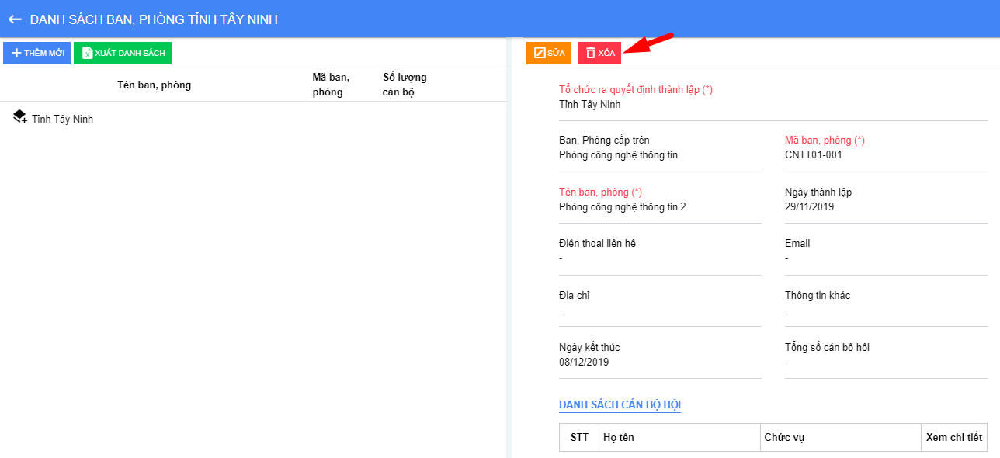 DANH SÁCH BAN, PHÒNG TỈNH TÂY NINH
THÊM MỚI XUẤT DANH SÁCH
Tên ban, phòng
Mã ban,
phòng
Số lượng
cán bộ
Tỉnh Tây Ninh
SỬA XÓA
Tổ chức ra quyết định thành lập (*)
Tỉnh Tây Ninh
Ban, Phòng cấp trên
Phòng công nghệ thông tin
Mã ban, phòng (*)
CNTT01-001
Tên ban, phòng (*)
Phòng công nghệ thông tin 2
Ngày thành lập
29/11/2019
Điện thoại liên hệ
-
Email
-
Địa chỉ
-
Thông tin khác
-
Ngày kết thúc
08/12/2019
Tổng số cán bộ hội
-
DANH SÁCH CÁN BỘ HỘI
STT Họ tên Chức vụ Xem chi tiết